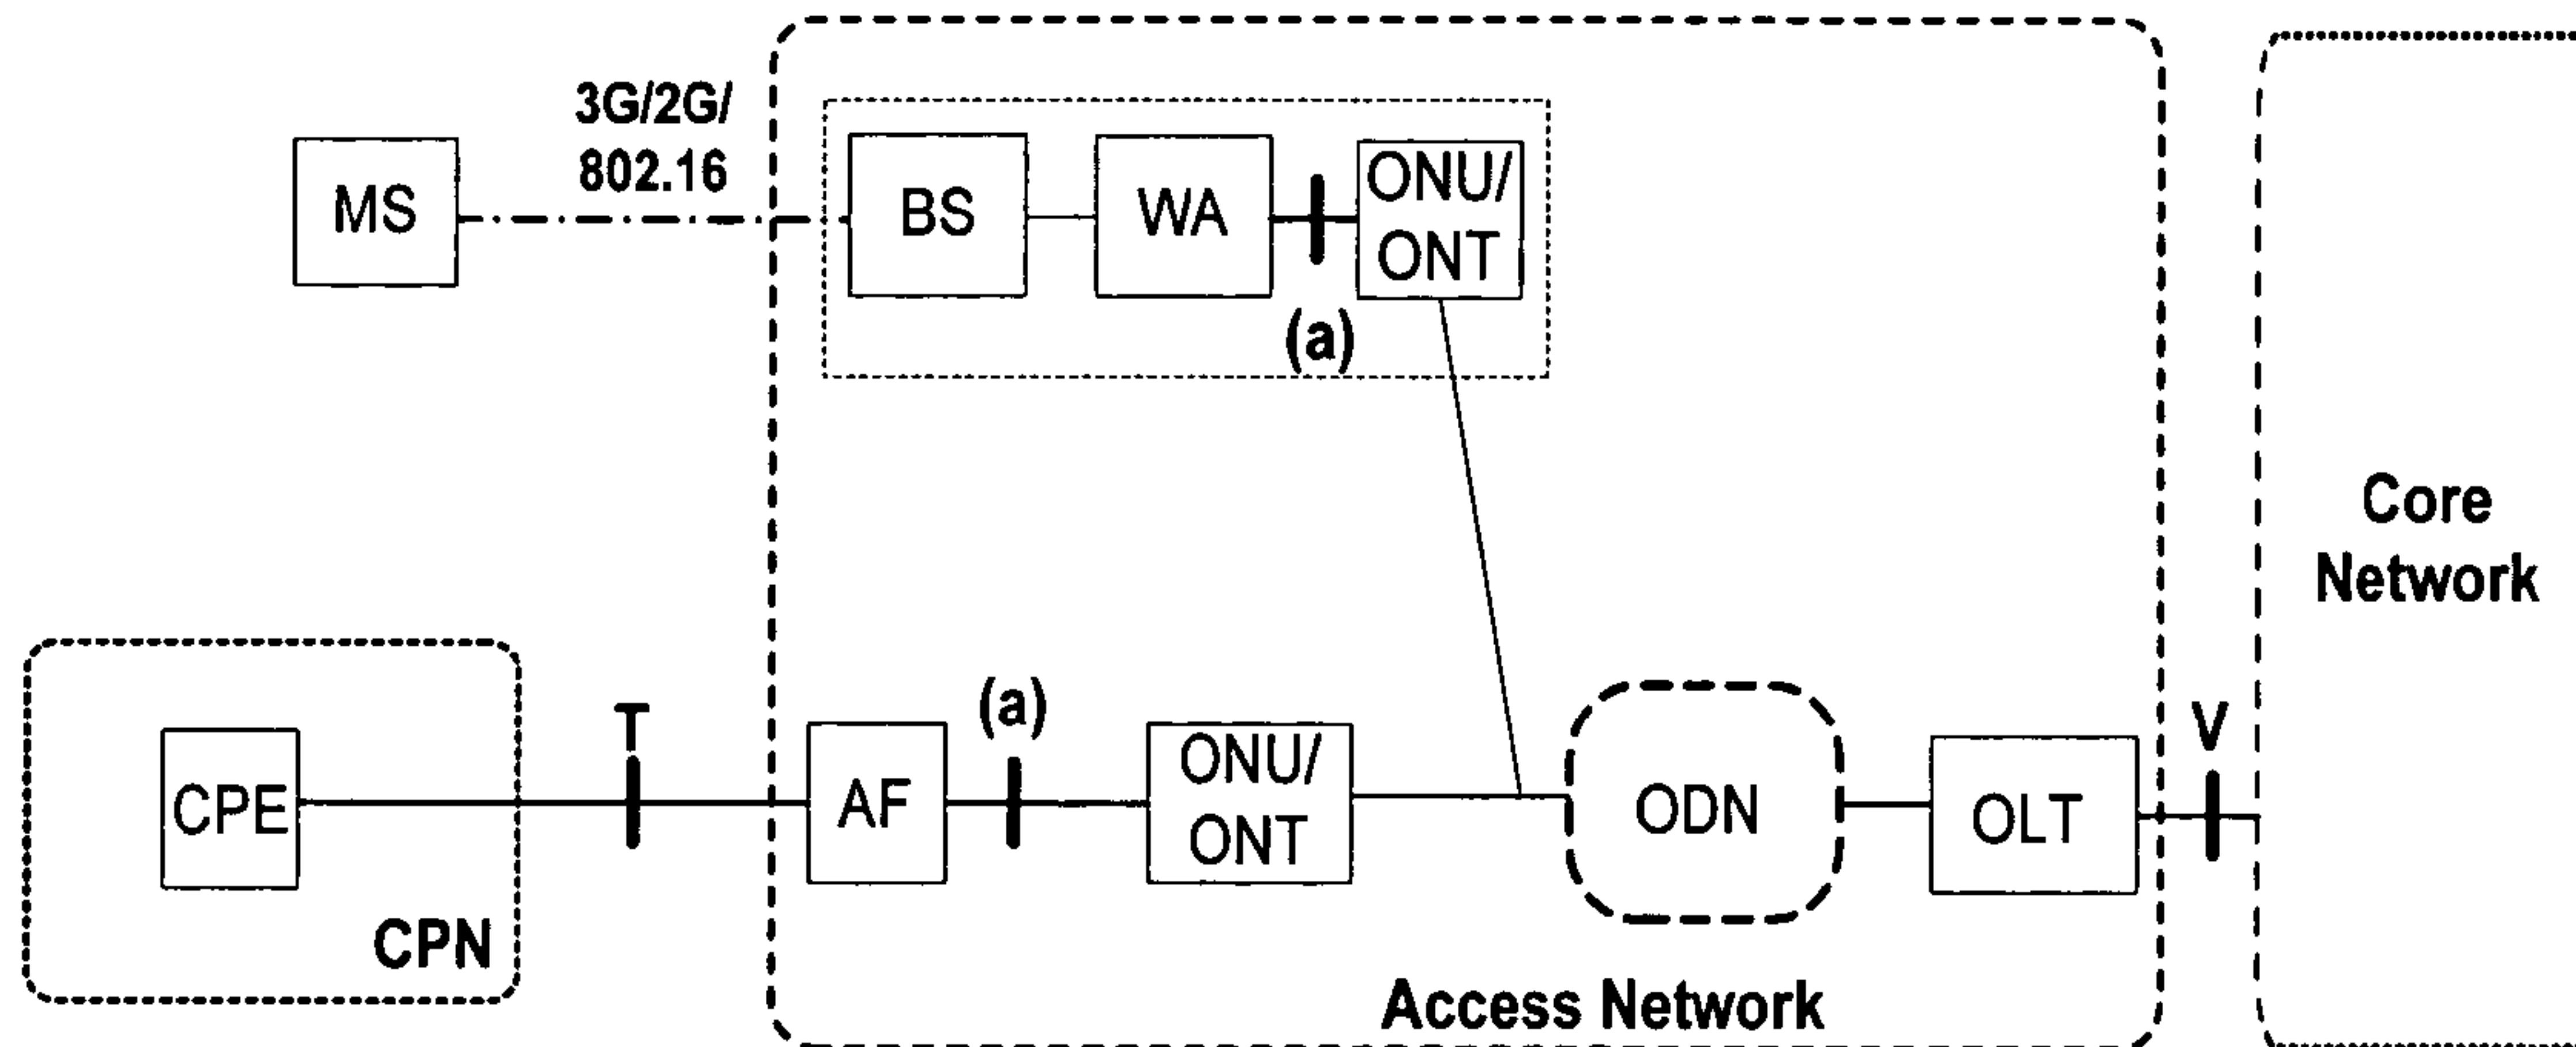 3G/2G/
802.16
MS
BS
WA
ONU/
ONT
(a)
Core
Network
T
(a)
V
CPE
AF
ONU/
ONT
ODN
OLT
CPN
Access Network